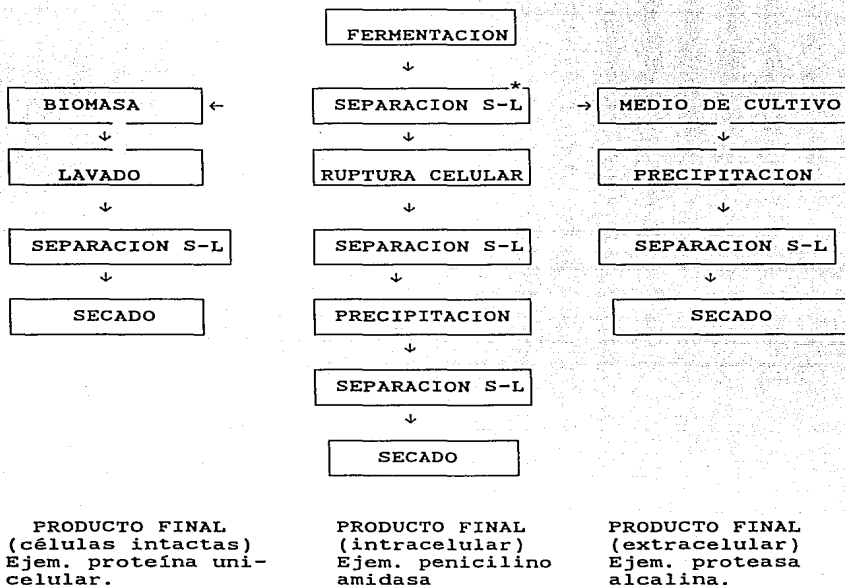 FERMENTACION
↓
BIOMASA ← SEPARACION S-L* → MEDIO DE CULTIVO
↓ ↓ ↓
LAVADO RUPTURA CELULAR PRECIPITACION
↓ ↓ ↓
SEPARACION S-L SEPARACION S-L SEPARACION S-L
↓ ↓ ↓
SECADO PRECIPITACION SECADO
↓
SEPARACION S-L
↓
SECADO
PRODUCTO FINAL
(células intactas)
Ejem. proteína uni-
celular.
PRODUCTO FINAL
(intracelular)
Ejem. penicilino
amidasa
PRODUCTO FINAL
(extracelular)
Ejem. proteasa
alcalina.